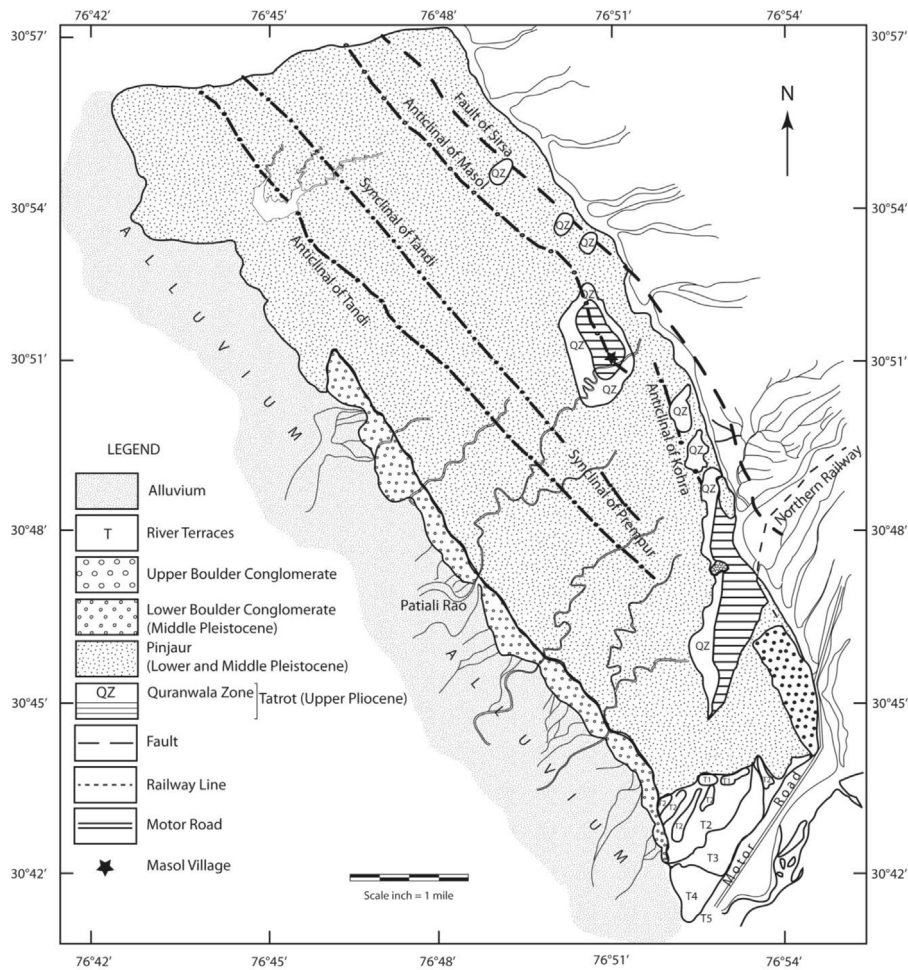 76°42′ 76°45′ 76°48′ 76°51′ 76°54′
30°57′ 30°57′
N
Fault of Sirsa
Anticlinal of Masol
QZ
30°54′ 30°54′
Synclinal of Tandi
QZ
QZ
Anticlinal of Tandi
QZ
QZ
30°51′ 30°51′
QZ
Anticlinal of Kohra
QZ
QZ
QZ
Northern Railway
Synclinal of Prempur
ALLUVIUM
LEGEND
Alluvium
T River Terraces
Upper Boulder Conglomerate
Lower Boulder Conglomerate
(Middle Pleistocene)
Pinjaur
(Lower and Middle Pleistocene)
QZ Quranwala Zone
Tatrot (Upper Pliocene)
Fault
Railway Line
Motor Road
Masol Village
30°48′ 30°48′
Patiali Rao
QZ
ALLUVIUM
30°45′ 30°45′
T1
T2
T2
T3
T4
T5
Motor Road
30°42′ 30°42′
Scale inch = 1 mile
76°42′ 76°45′ 76°48′ 76°51′ 76°54′